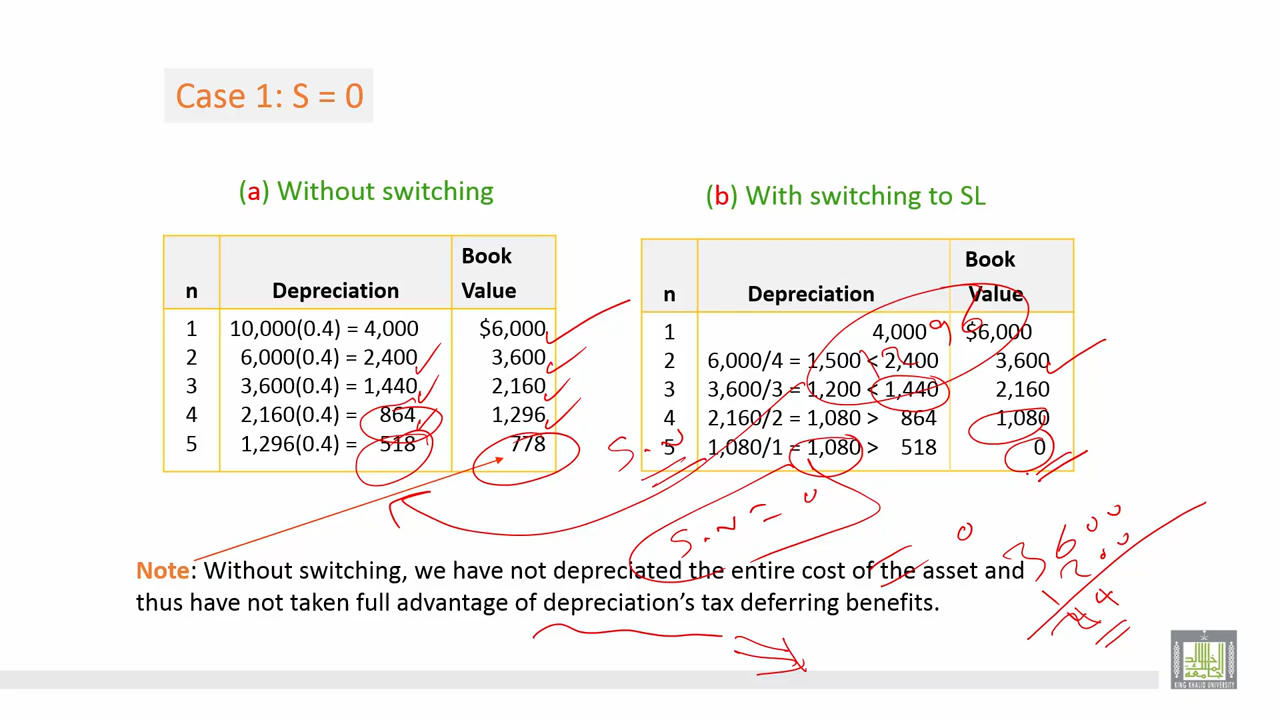 Case 1: S = 0
(a) Without switching
(b) With switching to SL
n Depreciation Book Value
1 10,000(0.4) = 4,000 $6,000
2 6,000(0.4) = 2,400 3,600
3 3,600(0.4) = 1,440 2,160
4 2,160(0.4) = 864 1,296
5 1,296(0.4) = 518 778
n Depreciation Book Value
1 4,000 $6,000
2 6,000/4 = 1,500 < 2,400 3,600
3 3,600/3 = 1,200 < 1,440 2,160
4 2,160/2 = 1,080 > 864 1,080
5 1,080/1 = 1,080 > 518 0
S.V
S.V = 0
= 0
3600
Note: Without switching, we have not depreciated the entire cost of the asset and
thus have not taken full advantage of depreciation's tax deferring benefits.
KING KHALID UNIVERSITY